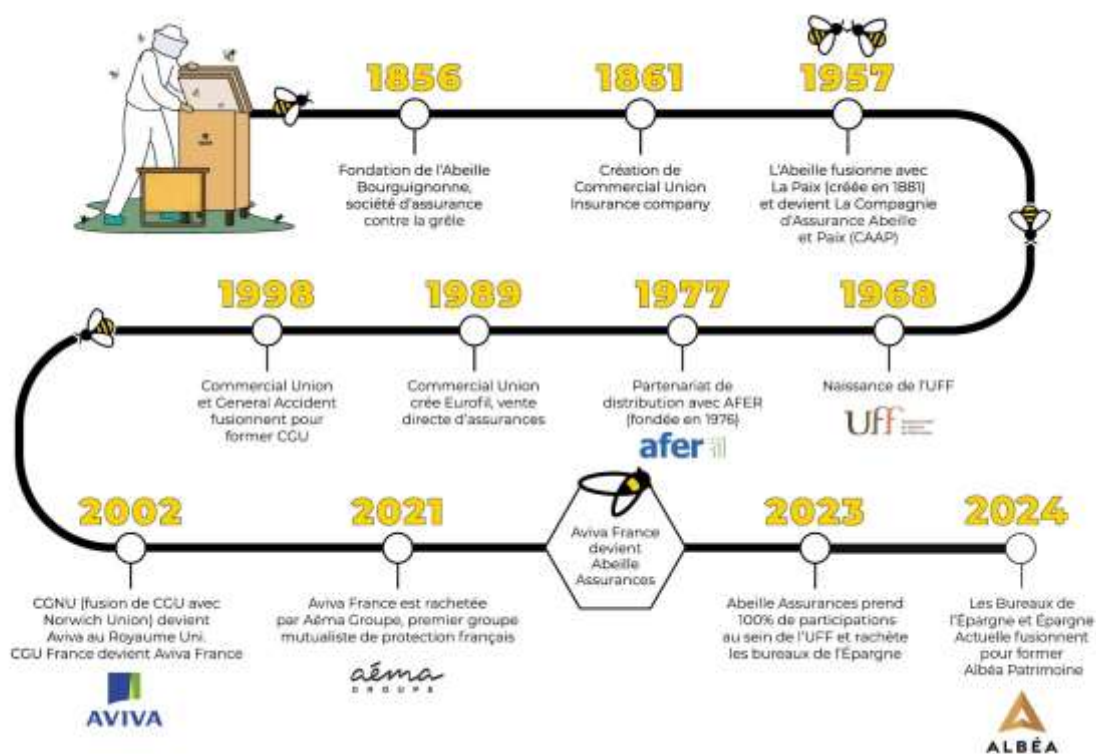 1856
Fondation de l'Abeille
Bourguignonne,
société d'assurance
contre la grêle
1861
Création de
Commercial Union
Insurance company
1957
L'Abeille fusionne avec
La Paix (créée en 1881)
et devient La Compagnie
d'Assurance Abeille
et Paix (CAAP)
1968
Naissance de l'UFF
Uff
1977
Partenariat de
distribution avec AFER
(fondée en 1976)
afer
1989
Commercial Union
crée Eurofil, vente
directe d'assurances
1998
Commercial Union
et General Accident
fusionnent pour
former CGU
2002
CGNU (fusion de CGU avec
Norwich Union) devient
Aviva au Royaume Uni.
CGU France devient Aviva France
AVIVA
2021
Aviva France est rachetée
par Aéma Groupe, premier groupe
mutualiste de protection français
aéma
GROUPE
Aviva France
devient
Abeille
Assurances
2023
Abeille Assurances prend
100% de participations
au sein de l'UFF et rachète
les bureaux de l'Épargne
2024
Les Bureaux de
l'Épargne et Épargne
Actuelle fusionnent
pour former
Albéa Patrimoine
ALBÉA